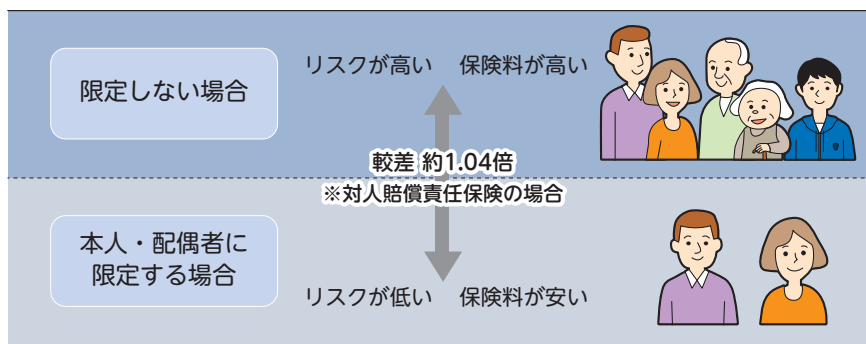 限定しない場合
リスクが高い 保険料が高い
較差 約1.04倍
※対人賠償責任保険の場合
本人・配偶者に
限定する場合
リスクが低い 保険料が安い